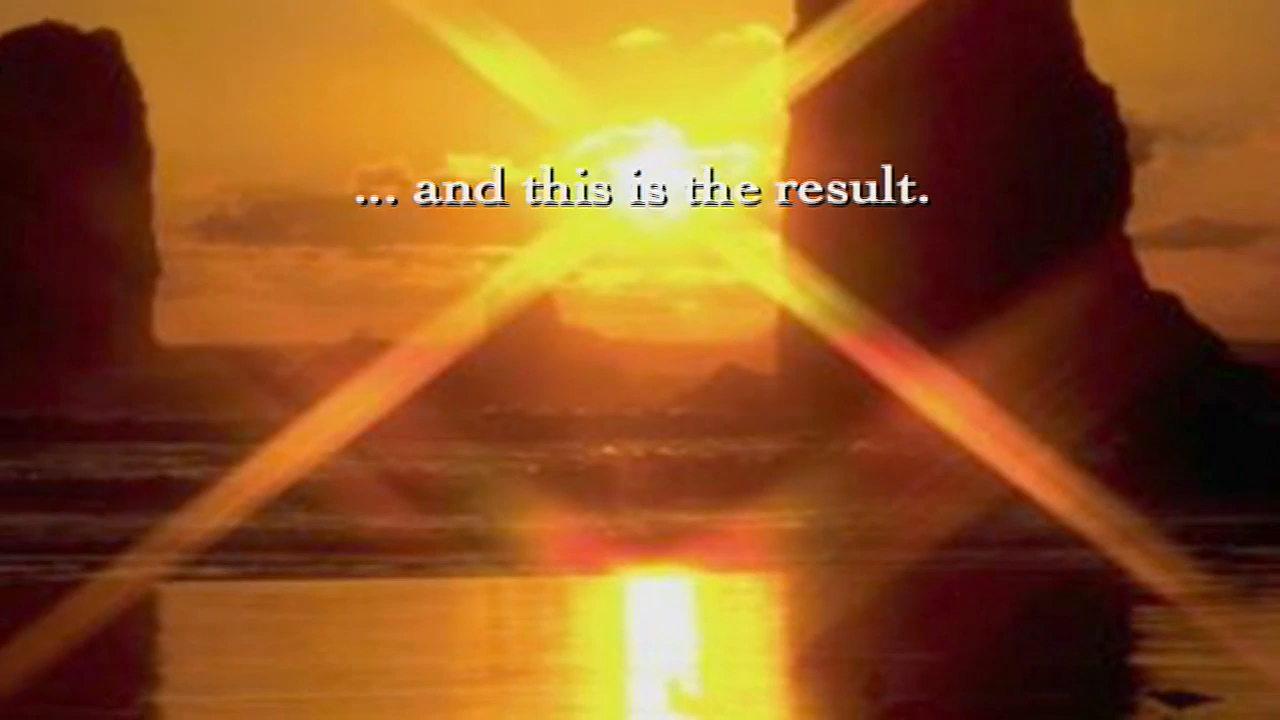 ... and this is the result.